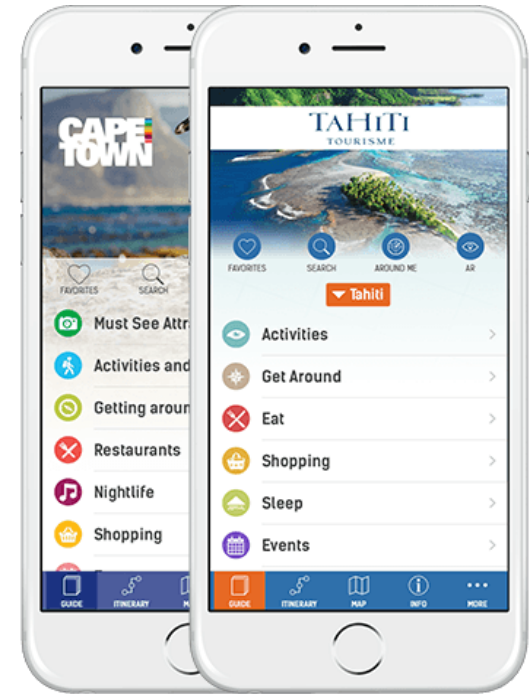 CAPE
TOWN
FAVORITES
SEARCH
Must See Attr
Activities and
Getting aroun
Restaurants
Nightlife
Shopping
GUIDE
ITINERARY
M
TAHITI
TOURISME
FAVORITES
SEARCH
AROUND ME
AR
Tahiti
Activities
Get Around
Eat
Shopping
Sleep
Events
GUIDE
ITINERARY
MAP
INFO
MORE